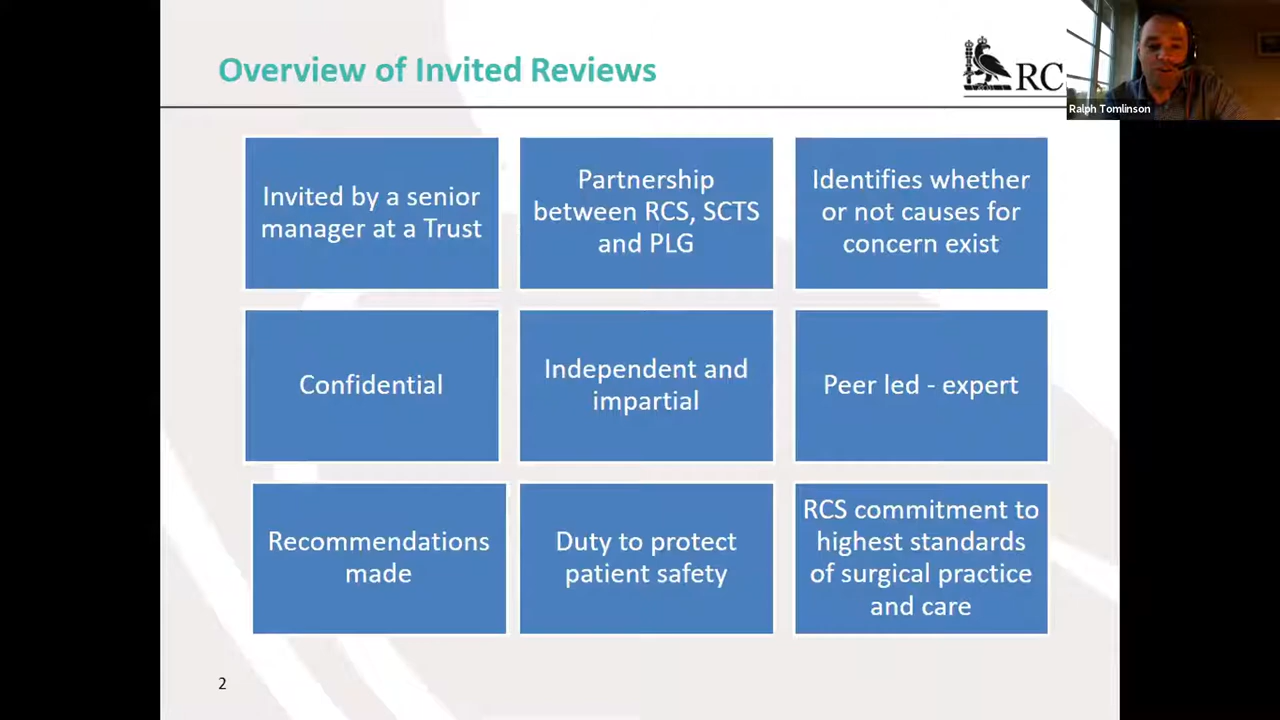 Overview of Invited Reviews
RC
Ralph Tomlinson
Invited by a senior
manager at a Trust
Partnership
between RCS, SCTS
and PLG
Identifies whether
or not causes for
concern exist
Confidential
Independent and
impartial
Peer led - expert
Recommendations
made
Duty to protect
patient safety
RCS commitment to
highest standards
of surgical practice
and care
2